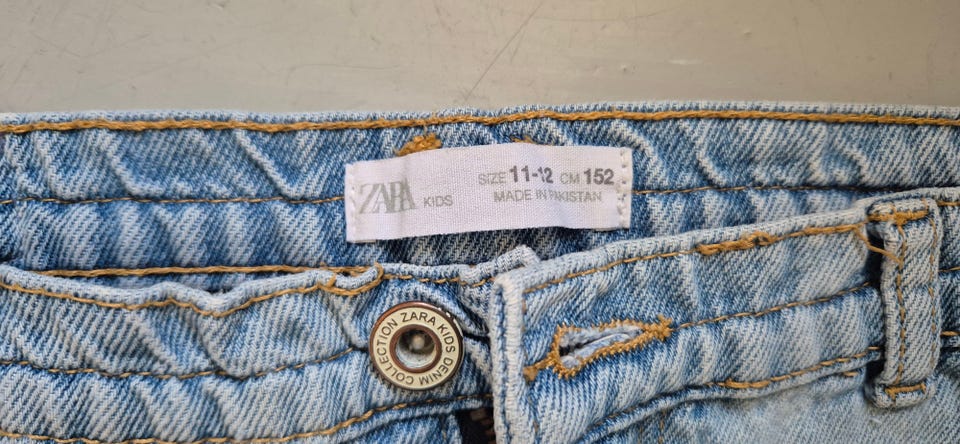 ZARA KIDS
SIZE 11-12 CM 152
MADE IN PAKISTAN
ZARA KIDS DENIM COLLECTION